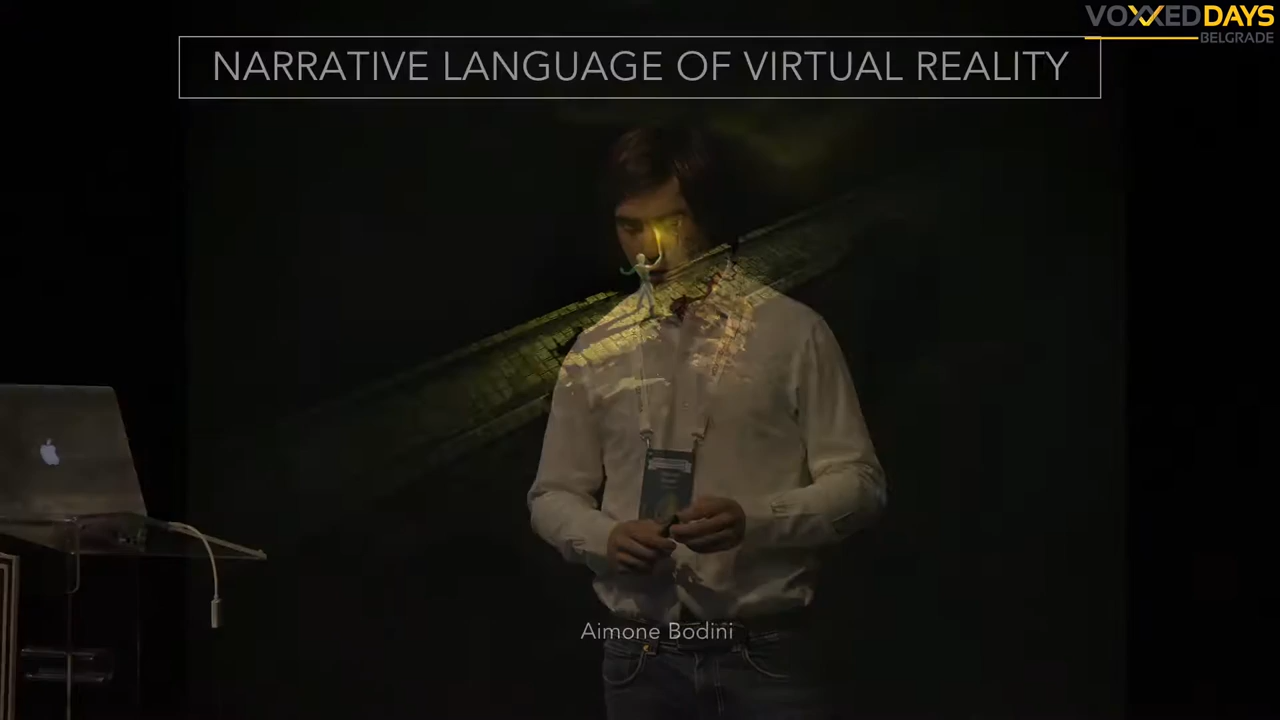 VOXXEDDAYS
BELGRADE
NARRATIVE LANGUAGE OF VIRTUAL REALITY
Aimone Bodini